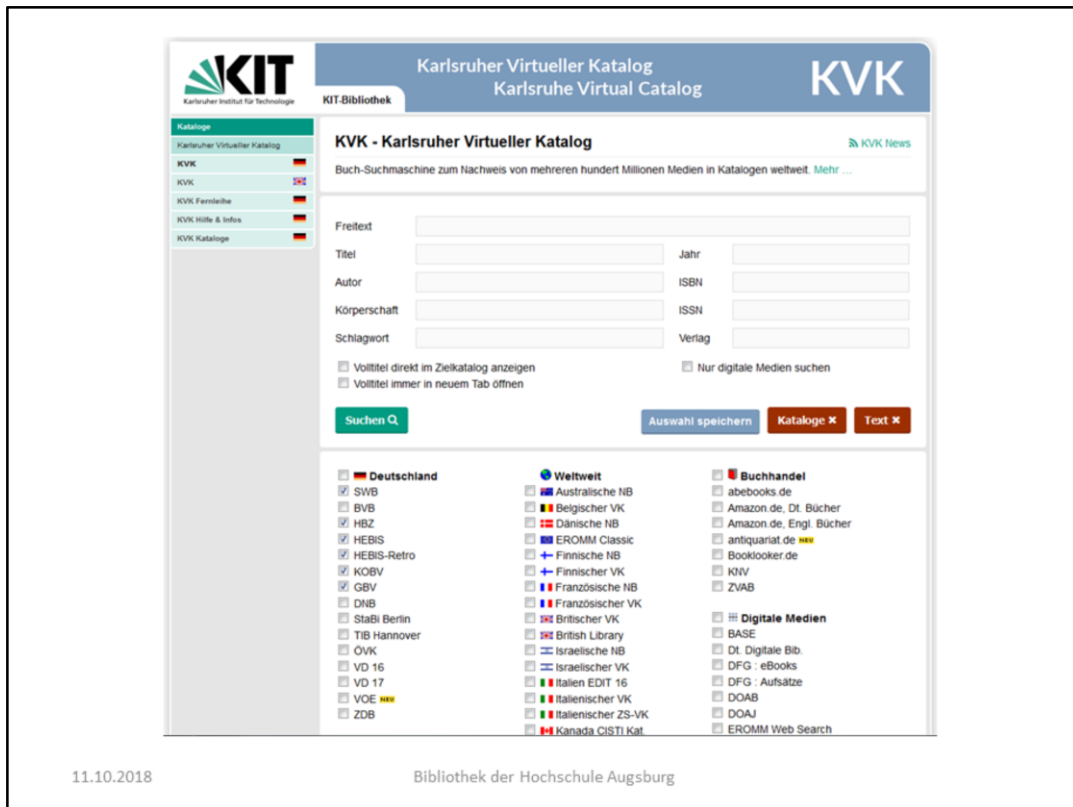 KIT
Karlsruher Institut für Technologie
Karlsruher Virtueller Katalog
Karlsruhe Virtual Catalog
KVK
KIT-Bibliothek
Kataloge
Karlsruher Virtueller Katalog
KVK
KVK
KVK Fernleihe
KVK Hilfe & Infos
KVK Kataloge
KVK - Karlsruher Virtueller Katalog
KVK News
Buch-Suchmaschine zum Nachweis von mehreren hundert Millionen Medien in Katalogen weltweit. Mehr ...
Freitext
Titel
Jahr
Autor
ISBN
Körperschaft
ISSN
Schlagwort
Verlag
Volltitel direkt im Zielkatalog anzeigen
Nur digitale Medien suchen
Volltitel immer in neuem Tab öffnen
Suchen
Auswahl speichern
Kataloge ×
Text ×
Deutschland
SWB
BVB
HBZ
HEBIS
HEBIS-Retro
KOBV
GBV
DNB
StaBi Berlin
TIB Hannover
ÖVK
VD 16
VD 17
VOE NEU
ZDB
Weltweit
Australische NB
Belgischer VK
Dänische NB
EROMM Classic
Finnische NB
Finnischer VK
Französische NB
Französischer VK
Britischer VK
British Library
Israelische NB
Israelischer VK
Italien EDIT 16
Italienischer VK
Italienischer ZS-VK
Kanada CISTI Kat.
Buchhandel
abebooks.de
Amazon.de, Dt. Bücher
Amazon.de, Engl. Bücher
antiquariat.de NEU
Booklooker.de
KNV
ZVAB
Digitale Medien
BASE
Dt. Digitale Bib.
DFG : eBooks
DFG : Aufsätze
DOAB
DOAJ
EROMM Web Search
11.10.2018
Bibliothek der Hochschule Augsburg